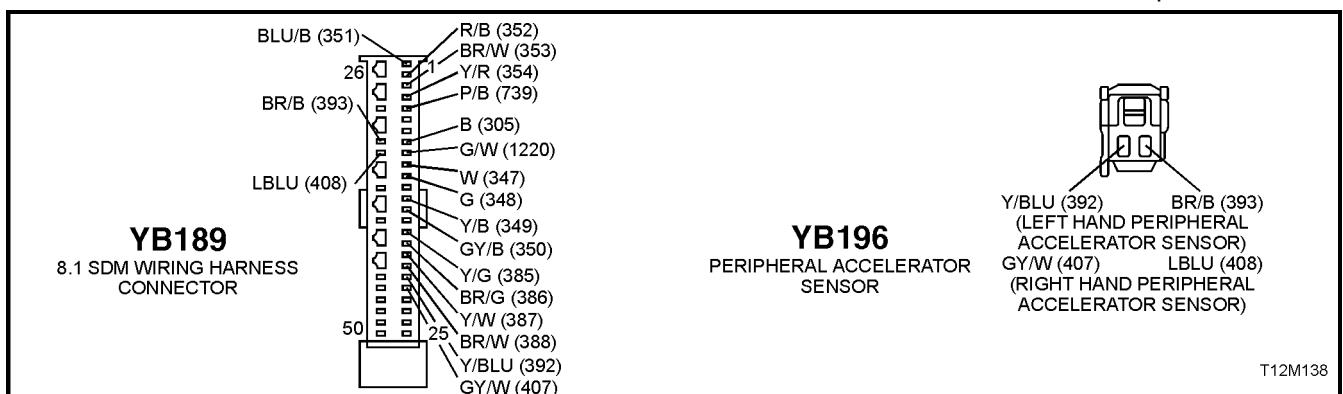 BLU/B (351)
R/B (352)
BR/W (353)
26
1
Y/R (354)
P/B (739)
BR/B (393)
B (305)
G/W (1220)
LBLU (408)
W (347)
G (348)
Y/B (349)
GY/B (350)
Y/G (385)
BR/G (386)
Y/W (387)
50
25
BR/W (388)
Y/BLU (392)
GY/W (407)
YB189
8.1 SDM WIRING HARNESS
CONNECTOR
YB196
PERIPHERAL ACCELERATOR
SENSOR
Y/BLU (392) BR/B (393)
(LEFT HAND PERIPHERAL
ACCELERATOR SENSOR)
GY/W (407) LBLU (408)
(RIGHT HAND PERIPHERAL
ACCELERATOR SENSOR)
T12M138